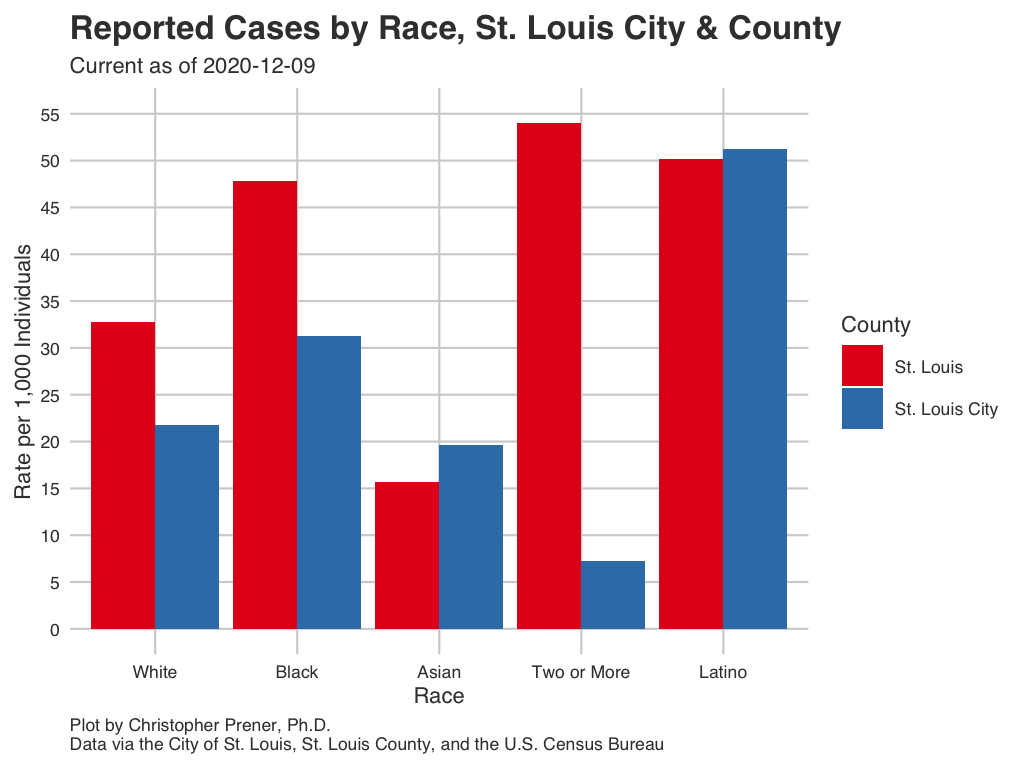 Reported Cases by Race, St. Louis City & County
Current as of 2020-12-09
Rate per 1,000 Individuals
55
50
45
40
35
30
25
20
15
10
5
0
White
Black
Asian
Two or More
Latino
Race
County
St. Louis
St. Louis City
Plot by Christopher Prener, Ph.D.
Data via the City of St. Louis, St. Louis County, and the U.S. Census Bureau